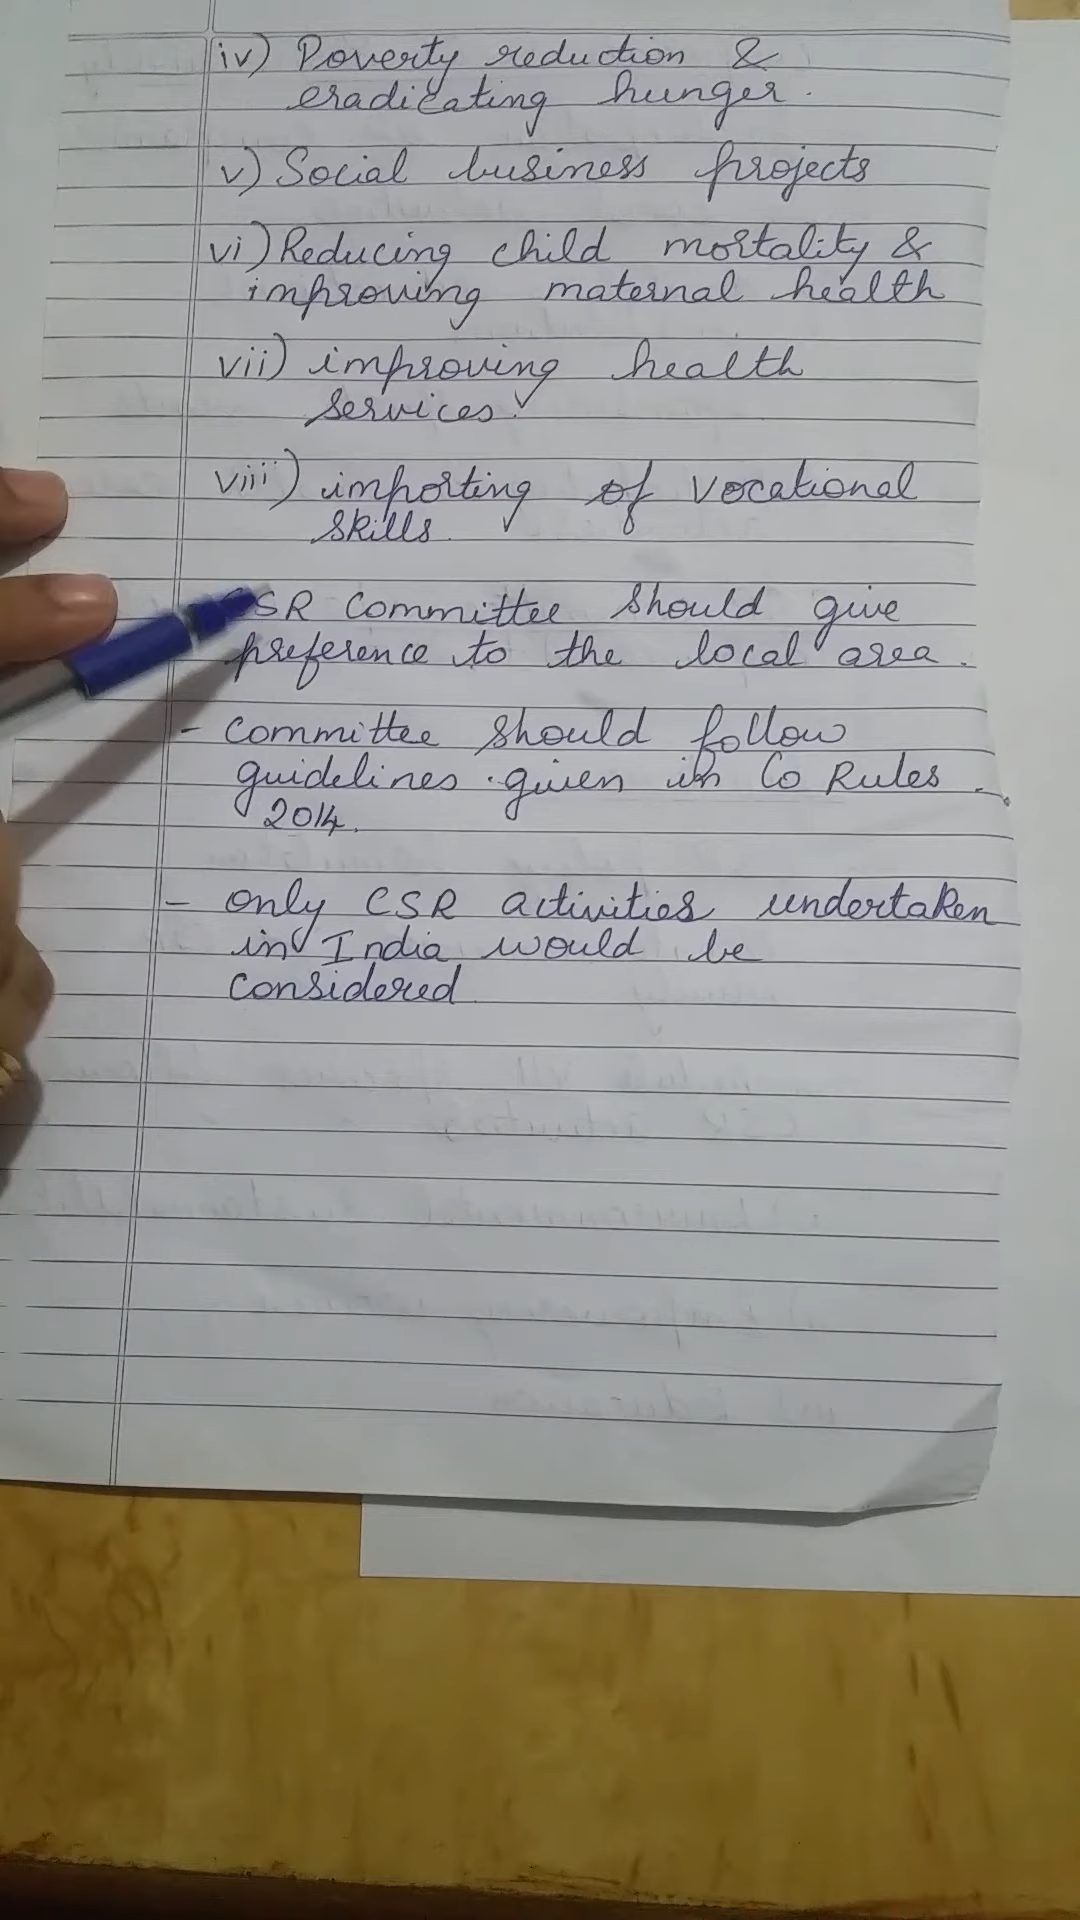 iv) Poverty reduction &
eradicating hunger.
v) Social business projects
vi) Reducing child mortality &
improving maternal health
vii) improving health
services.
viii) importing of vocational
skills.
CSR Committee should give
preference to the local area.
- committee should follow
guidelines given in Co Rules.
2014.
- only CSR activities undertaken
in India would be
considered